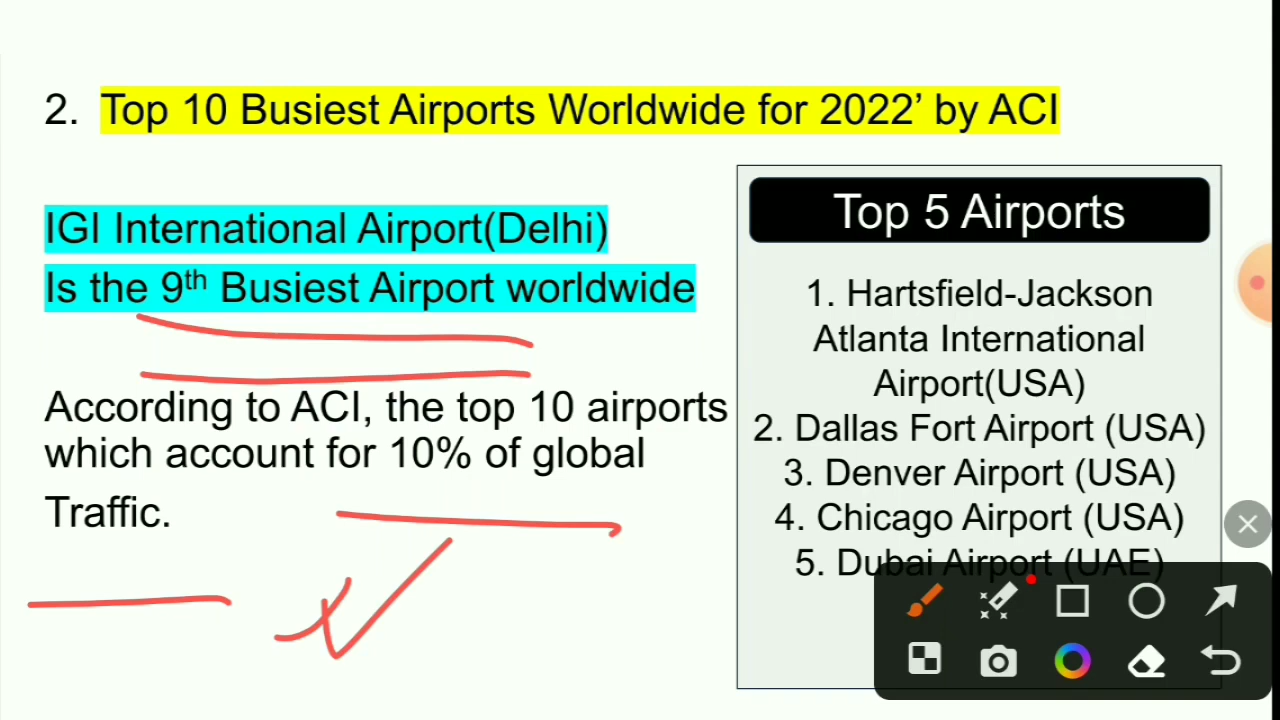 2. Top 10 Busiest Airports Worldwide for 2022’ by ACI
IGI International Airport(Delhi)
Is the 9th Busiest Airport worldwide
According to ACI, the top 10 airports
which account for 10% of global
Traffic.
Top 5 Airports
1. Hartsfield-Jackson
Atlanta International
Airport(USA)
2. Dallas Fort Airport (USA)
3. Denver Airport (USA)
4. Chicago Airport (USA)
5. Dubai Airport (UAE)